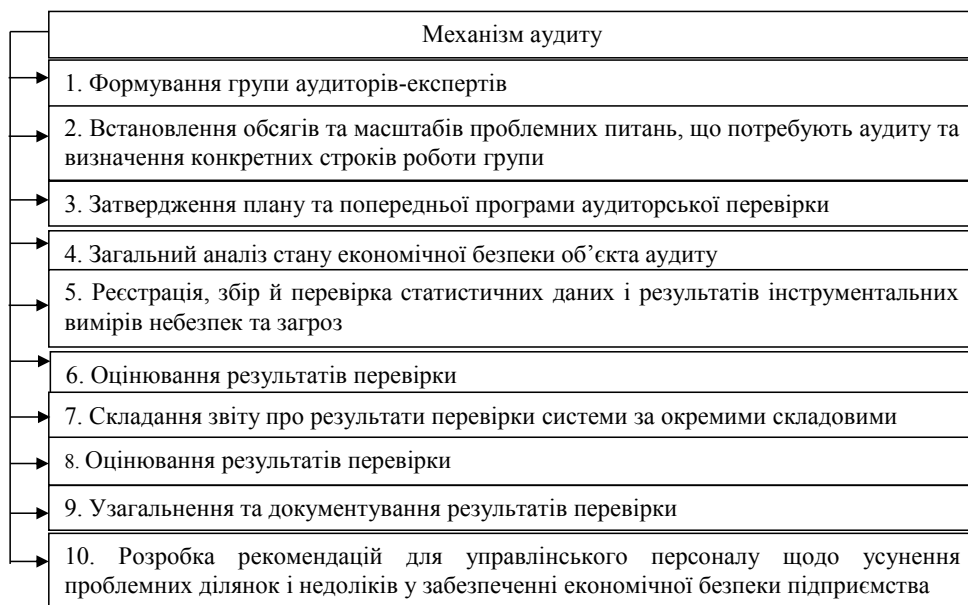 Механізм аудиту
1. Формування групи аудиторів-експертів
2. Встановлення обсягів та масштабів проблемних питань, що потребують аудиту та
визначення конкретних строків роботи групи
3. Затвердження плану та попередньої програми аудиторської перевірки
4. Загальний аналіз стану економічної безпеки об’єкта аудиту
5. Реєстрація, збір й перевірка статистичних даних і результатів інструментальних
вимірів небезпек та загроз
6. Оцінювання результатів перевірки
7. Складання звіту про результати перевірки системи за окремими складовими
8. Оцінювання результатів перевірки
9. Узагальнення та документування результатів перевірки
10. Розробка рекомендацій для управлінського персоналу щодо усунення
проблемних ділянок і недоліків у забезпеченні економічної безпеки підприємства